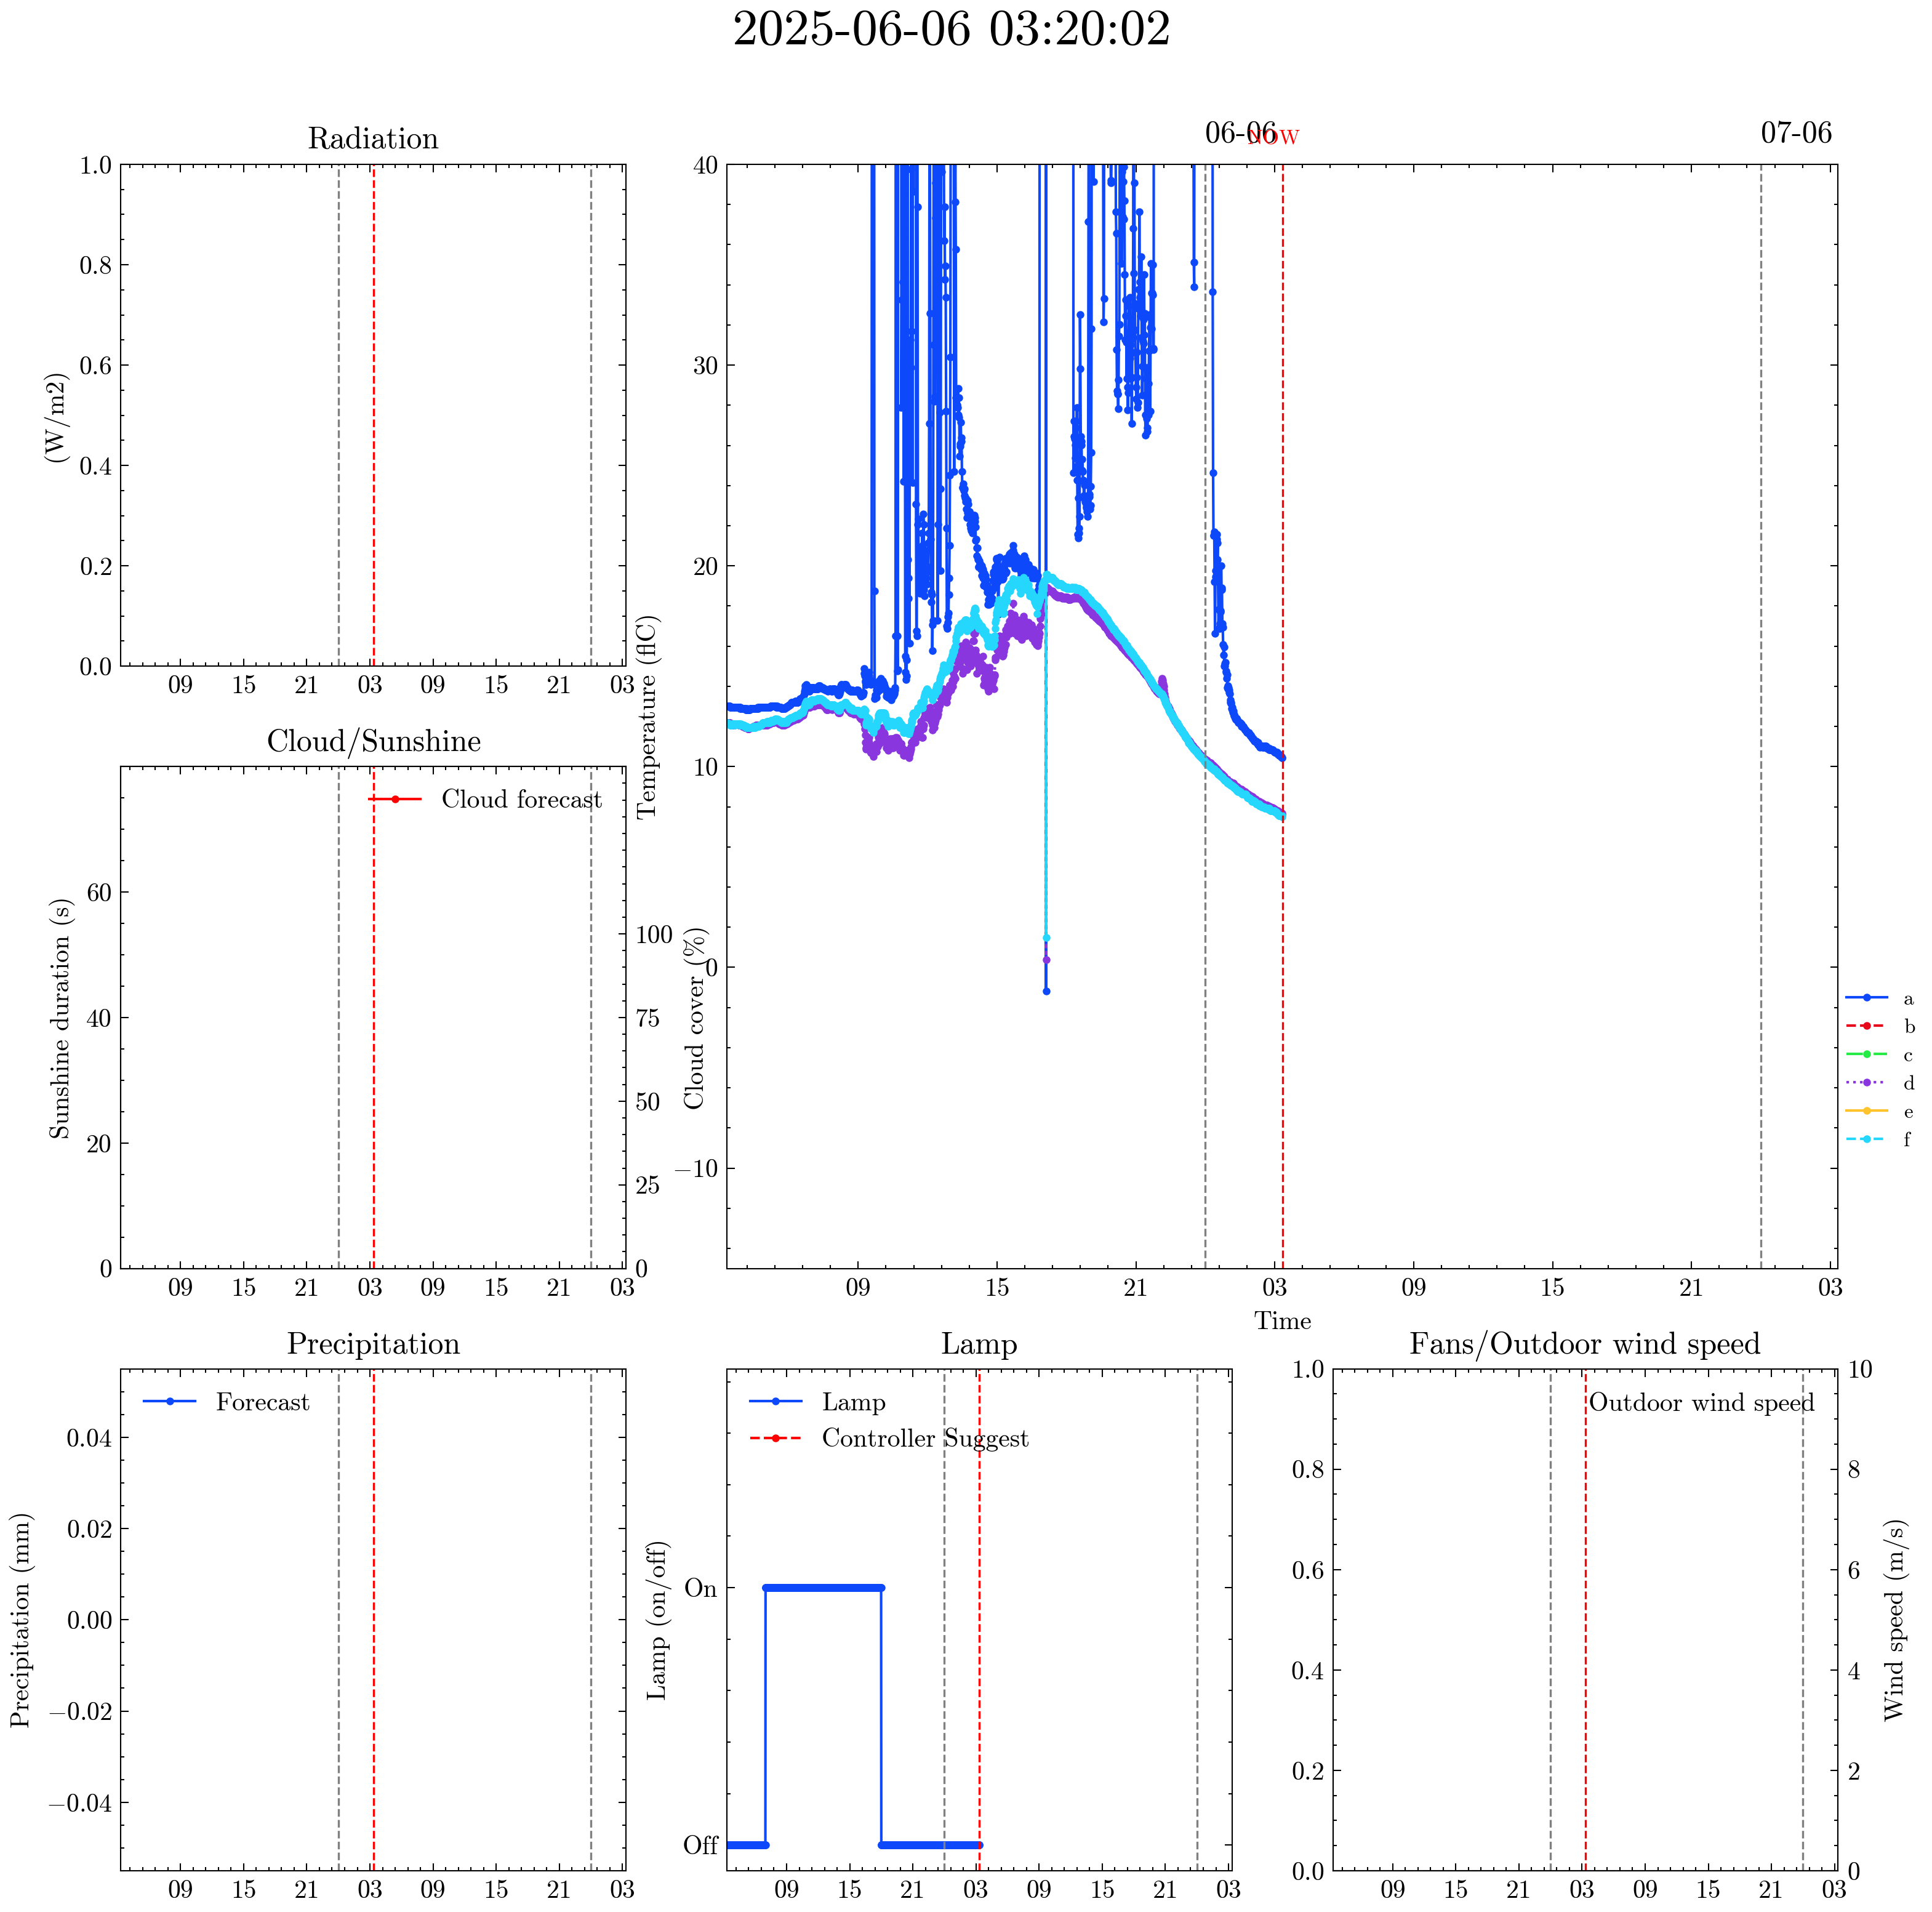 2025-06-06 03:20:02
Radiation
1.0
0.8
0.6
0.4
0.2
0.0
(W/m2)
09 15 21 03 09 15 21 03
06-06
NOW
07-06
40
30
20
10
0
−10
Temperature (flC)
09 15 21 03 09 15 21 03
Time
a
b
c
d
e
f
Cloud/Sunshine
Cloud forecast
60
40
20
0
Sunshine duration (s)
100
75
50
25
0
Cloud cover (%)
09 15 21 03 09 15 21 03
Precipitation
Forecast
0.04
0.02
0.00
−0.02
−0.04
Precipitation (mm)
09 15 21 03 09 15 21 03
Lamp
Lamp
Controller Suggest
On
Off
Lamp (on/off)
09 15 21 03 09 15 21 03
Fans/Outdoor wind speed
Outdoor wind speed
1.0
0.8
0.6
0.4
0.2
0.0
10
8
6
4
2
0
Wind speed (m/s)
09 15 21 03 09 15 21 03